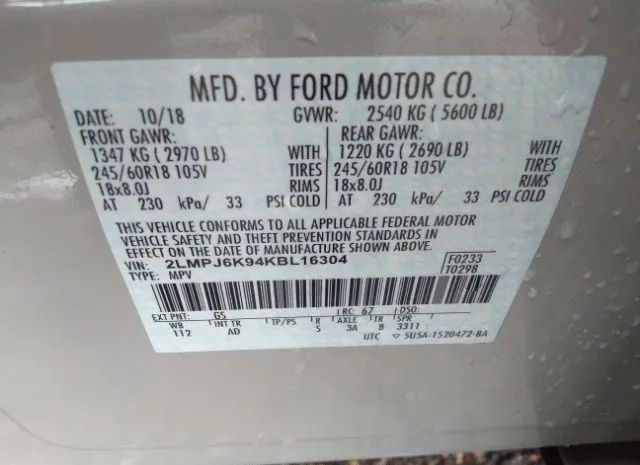 MFD. BY FORD MOTOR CO.
DATE: 10/18 GVWR: 2540 KG ( 5600 LB)
FRONT GAWR: REAR GAWR:
1347 KG ( 2970 LB) WITH 1220 KG ( 2690 LB) WITH
245/60R18 105V TIRES 245/60R18 105V TIRES
18x8.0J RIMS 18x8.0J RIMS
AT 230 kPa/ 33 PSI COLD AT 230 kPa/ 33 PSI COLD
THIS VEHICLE CONFORMS TO ALL APPLICABLE FEDERAL MOTOR
VEHICLE SAFETY AND THEFT PREVENTION STANDARDS IN
EFFECT ON THE DATE OF MANUFACTURE SHOWN ABOVE.
VIN: 2LMPJ6K94KBL16304 F0233
TYPE: MPV T0298
EXT PNT: GS RC: 67 DSO:
WB INT TR TP/PS R AXLE TR SPR
112 AD S 3A 8 3311
UTC ▽ 5U5A-1520472-BA